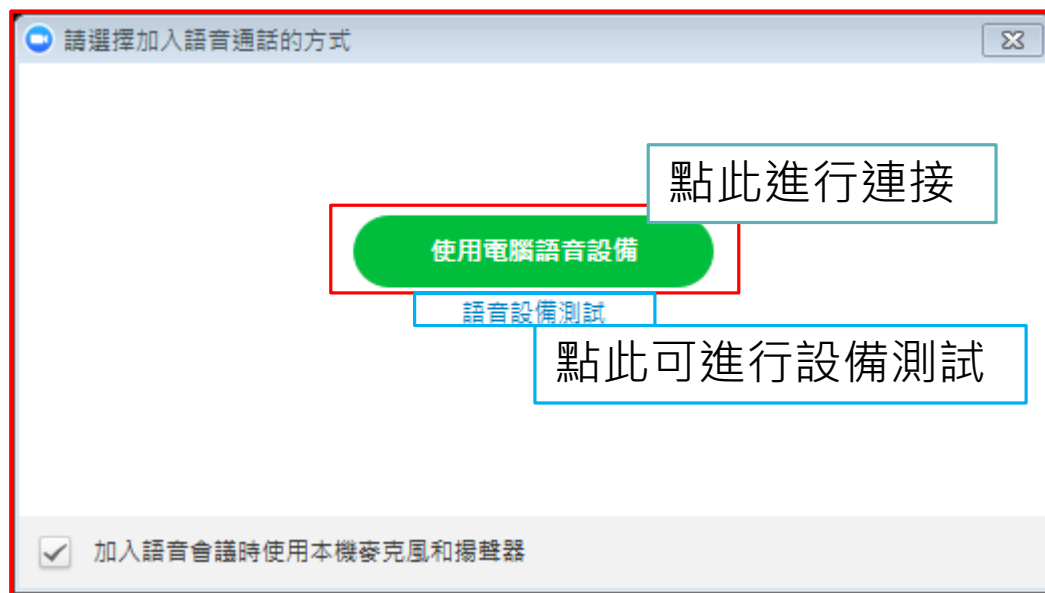 請選擇加入語音通話的方式
點此進行連接
使用電腦語音設備
語音設備測試
點此可進行設備測試
加入語音會議時使用本機麥克風和揚聲器